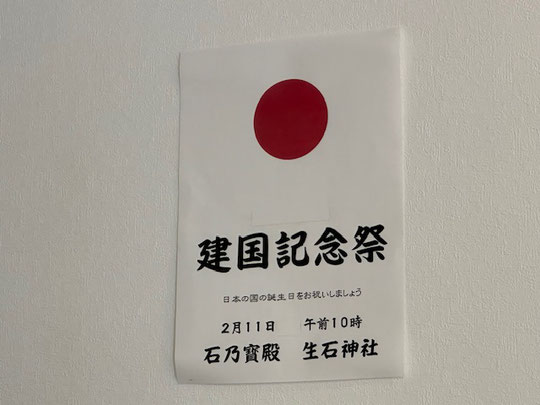 建国記念祭
日本の国の誕生日をお祝いしましょう
2月11日　午前10時
石乃寳殿　生石神社